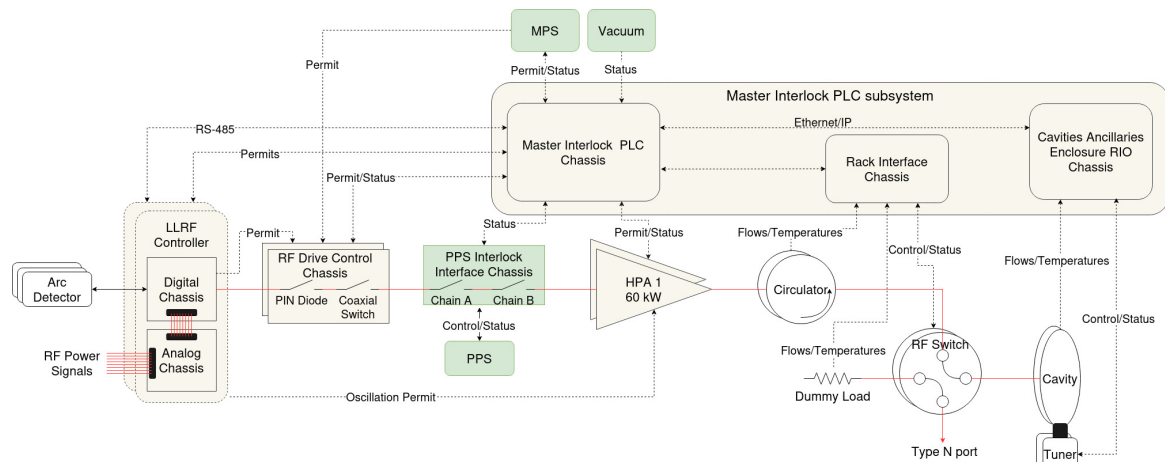 MPS
Vacuum
Permit
Permit/Status
Status
Master Interlock PLC subsystem
RS-485
Ethernet/IP
Master Interlock PLC
Chassis
Cavities Ancillaries
Enclosure RIO
Chassis
Permits
Rack Interface
Chassis
Permit/Status
LLRF
Controller
Status
Permit/Status
Permit
Flows/Temperatures
Control/Status
RF Drive Control
Chassis
PPS Interlock
Interface Chassis
Flows/Temperatures
Arc
Detector
Digital
Chassis
PIN Diode
Coaxial
Switch
Chain A
Chain B
HPA 1
60 kW
Circulator
Control/Status
Control/Status
RF Power
Signals
Analog
Chassis
PPS
Flows/Temperatures
RF Switch
Cavity
Oscillation Permit
Dummy Load
Type N port
Tuner